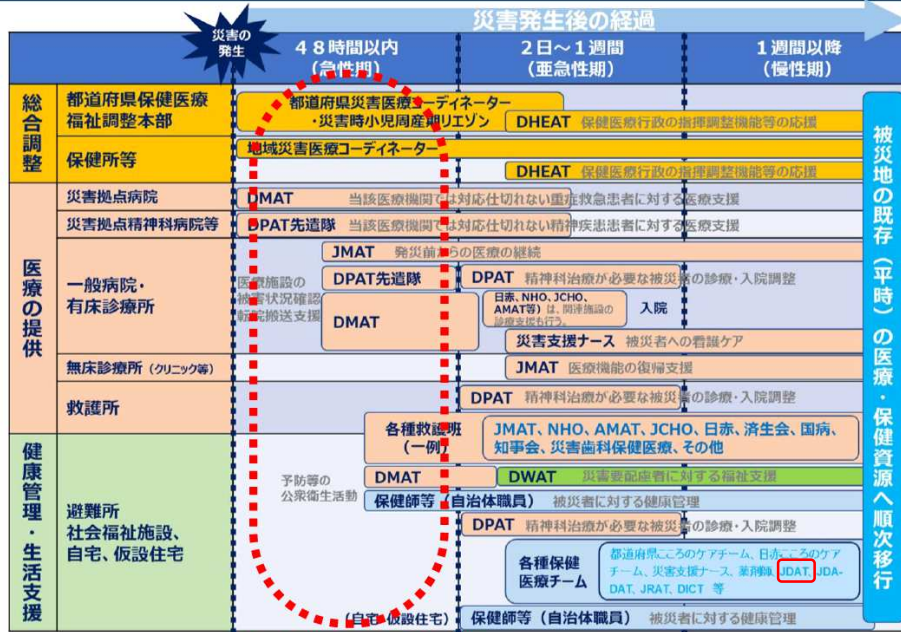 災害発生後の経過
災害の
発生
48時間以内
(急性期)
2日~1週間
(亜急性期)
1週間以降
(慢性期)
総合調整
都道府県保健医療
福祉調整本部
都道府県災害医療コーディネーター
・災害時小児周産期リエゾン
DHEAT 保健医療行政の指揮調整機能等の応援
保健所等
地域災害医療コーディネーター
DHEAT 保健医療行政の指揮調整機能等の応援
医療の提供
災害拠点病院
DMAT 当該医療機関では対応仕切れない重症救急患者に対する医療支援
災害拠点精神科病院等
DPAT先遣隊 当該医療機関では対応仕切れない精神疾患患者に対する医療支援
一般病院・
有床診療所
JMAT 発災前からの医療の継続
医療施設の
被害状況確認
転院搬送支援
DPAT先遣隊
DPAT 精神科治療が必要な被災者の診療・入院調整
DMAT
日赤、NHO、JCHO、
AMAT等)は、関連施設の
診療支援も行う。
入院
災害支援ナース 被災者への看護ケア
無床診療所(クリニック等)
JMAT 医療機能の復帰支援
救護所
DPAT 精神科治療が必要な被災者の診療・入院調整
各種救護班
(一例)
JMAT、NHO、AMAT、JCHO、日赤、済生会、国病、
知事会、災害歯科保健医療、その他
健康管理・生活支援
避難所
社会福祉施設、
自宅、仮設住宅
予防等の
公衆衛生活動
DMAT
DWAT 災害要配慮者に対する福祉支援
保健師等(自治体職員) 被災者に対する健康管理
DPAT 精神科治療が必要な被災者の診療・入院調整
各種保健
医療チーム
都道府県こころのケアチーム、日赤こころのケア
チーム、災害支援ナース、薬剤師、JDAT、JDA-
DAT、JRAT、DICT 等
(自宅・仮設住宅)
保健師等(自治体職員) 被災者に対する健康管理
被災地の既存(平時)の医療・保健資源へ順次移行